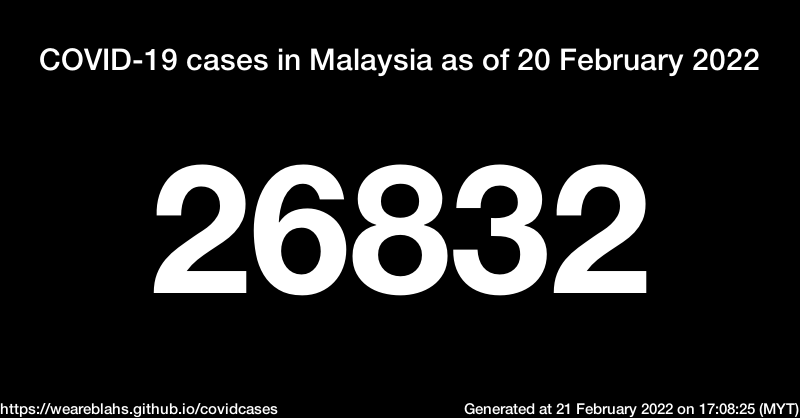 COVID-19 cases in Malaysia as of 20 February 2022
26832
https://weareblahs.github.io/covidcases
Generated at 21 February 2022 on 17:08:25 (MYT)